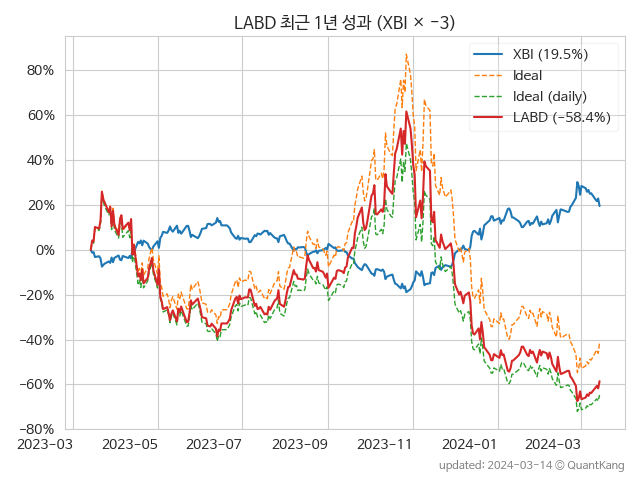 LABD 최근 1년 성과 (XBI × −3)
XBI (19.5%)
Ideal
Ideal (daily)
LABD (−58.4%)
80%
60%
40%
20%
0%
−20%
−40%
−60%
−80%
2023-03
2023-05
2023-07
2023-09
2023-11
2024-01
2024-03
updated: 2024-03-14 ⓒ QuantKang